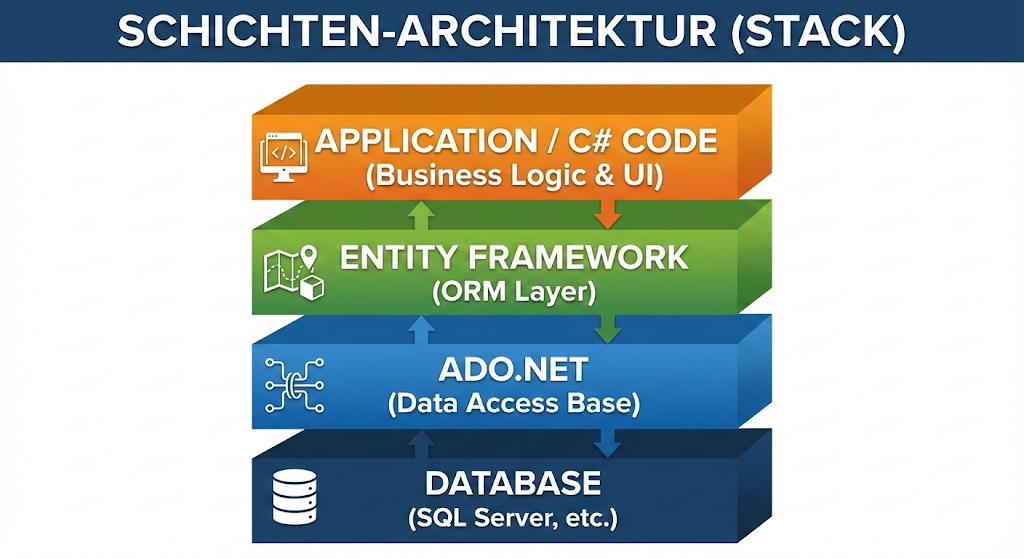 SCHICHTEN-ARCHITEKTUR (STACK)
</>
APPLICATION / C# CODE
(Business Logic & UI)
ENTITY FRAMEWORK
(ORM Layer)
ADO.NET
(Data Access Base)
DATABASE
(SQL Server, etc.)